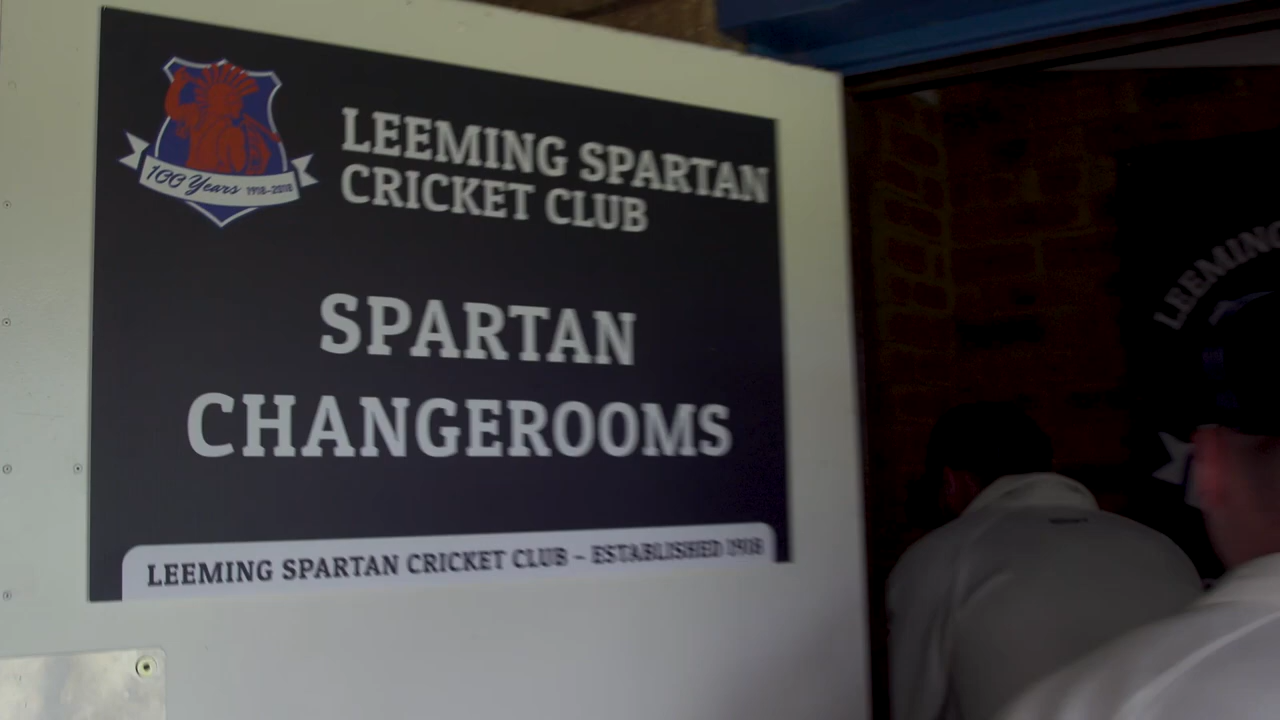 LEEMING SPARTAN
CRICKET CLUB
100 Years 1918-2018
SPARTAN
CHANGEROOMS
LEEMING SPARTAN CRICKET CLUB - ESTABLISHED 1918
LEEMING